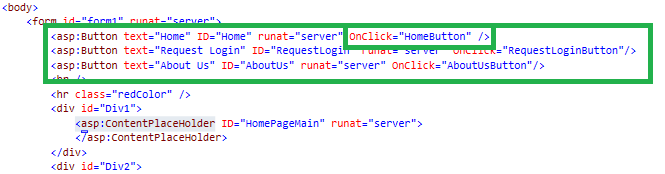 <body>
<form id="form1" runat="server">
<asp:Button text="Home" ID="Home" runat="server" OnClick="HomeButton" />
<asp:Button text="Request Login" ID="RequestLogin" runat="server" OnClick="RequestLoginButton"/>
<asp:Button text="About Us" ID="AboutUs" runat="server" OnClick="AboutUsButton"/>
<hr />
<hr class="redColor" />
<div id="Div1">
<asp:ContentPlaceHolder ID="HomePageMain" runat="server">
</asp:ContentPlaceHolder>
</div>
<div id="Div2">